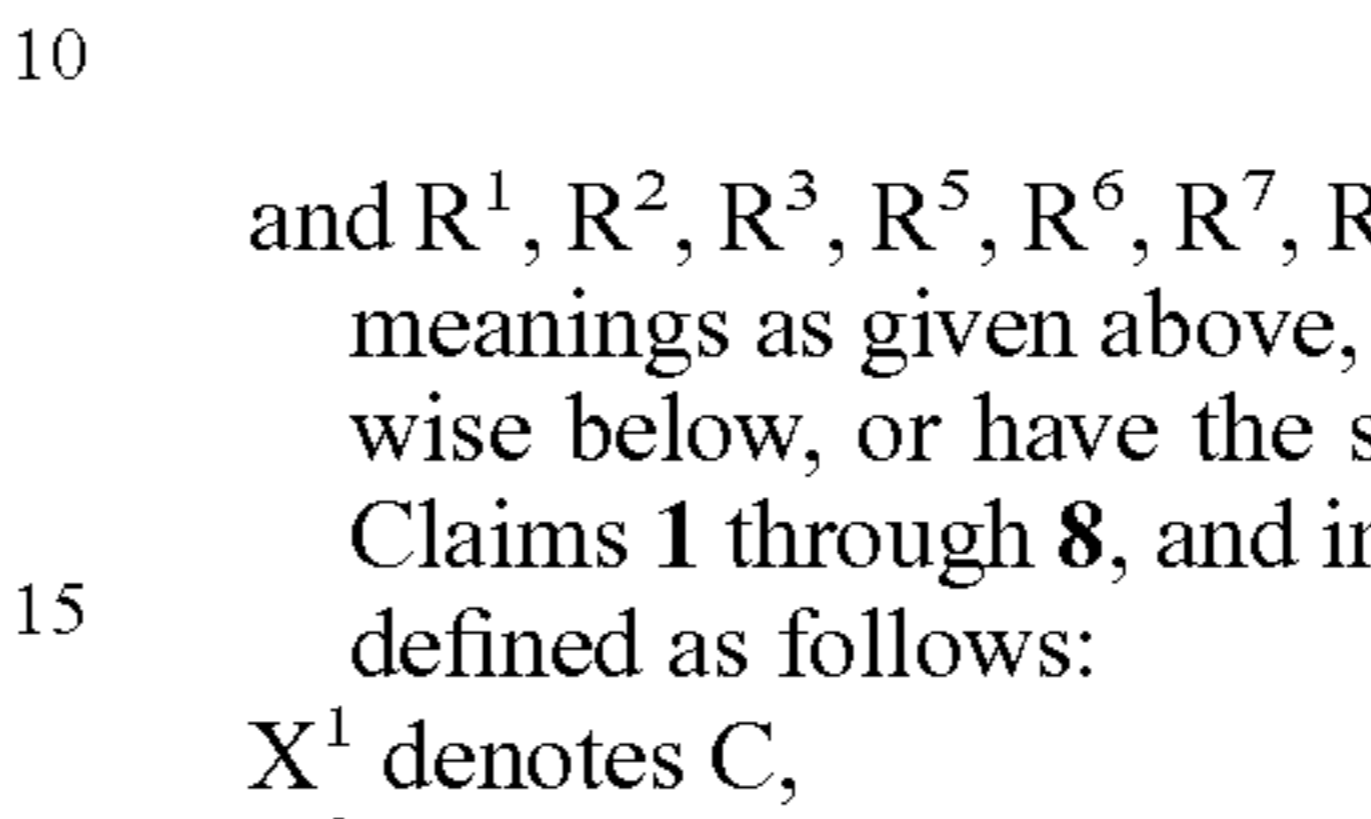 10
and R¹, R², R³, R⁵, R⁶, R⁷, R
meanings as given above,
wise below, or have the
Claims 1 through 8, and
15
defined as follows:
X¹ denotes C,